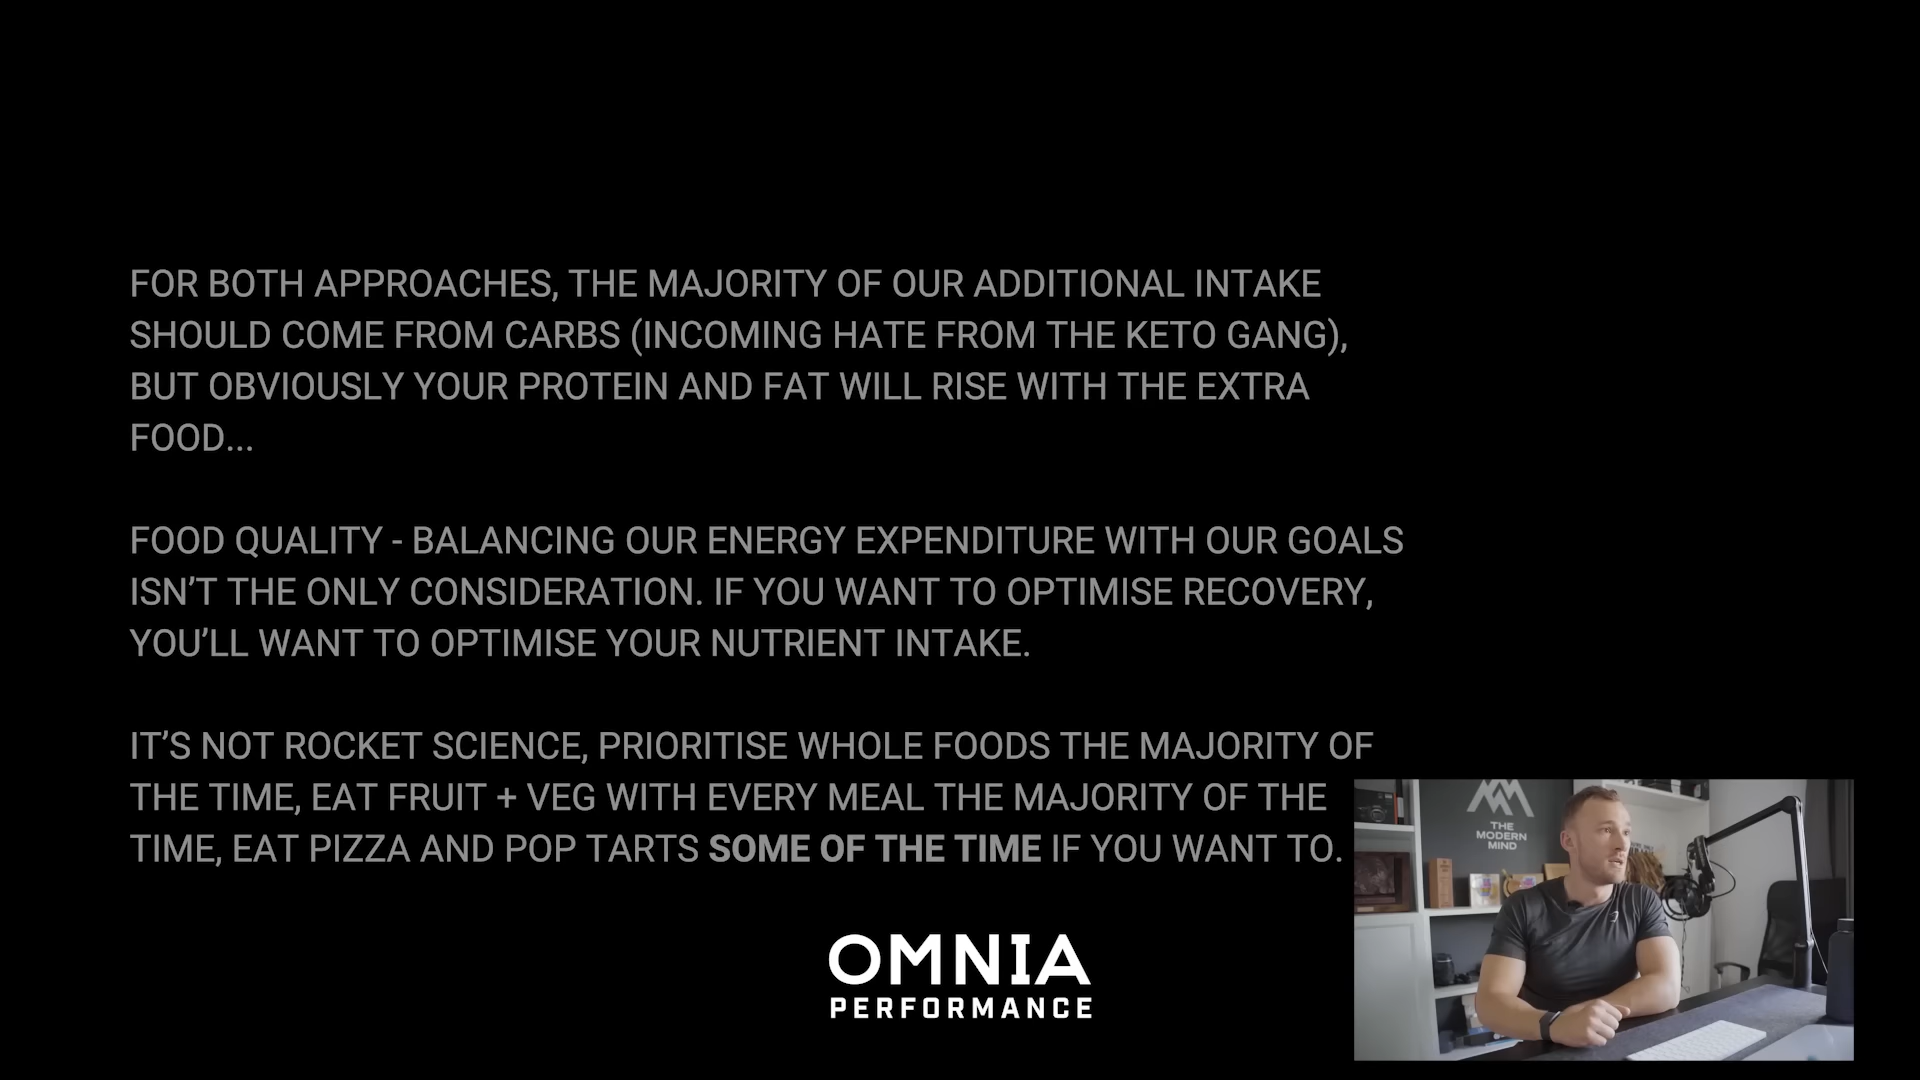 FOR BOTH APPROACHES, THE MAJORITY OF OUR ADDITIONAL INTAKE
SHOULD COME FROM CARBS (INCOMING HATE FROM THE KETO GANG),
BUT OBVIOUSLY YOUR PROTEIN AND FAT WILL RISE WITH THE EXTRA
FOOD...
FOOD QUALITY - BALANCING OUR ENERGY EXPENDITURE WITH OUR GOALS
ISN’T THE ONLY CONSIDERATION. IF YOU WANT TO OPTIMISE RECOVERY,
YOU’LL WANT TO OPTIMISE YOUR NUTRIENT INTAKE.
IT’S NOT ROCKET SCIENCE, PRIORITISE WHOLE FOODS THE MAJORITY OF
THE TIME, EAT FRUIT + VEG WITH EVERY MEAL THE MAJORITY OF THE
TIME, EAT PIZZA AND POP TARTS SOME OF THE TIME IF YOU WANT TO.
THE
MODERN
MIND
OMNIA
PERFORMANCE